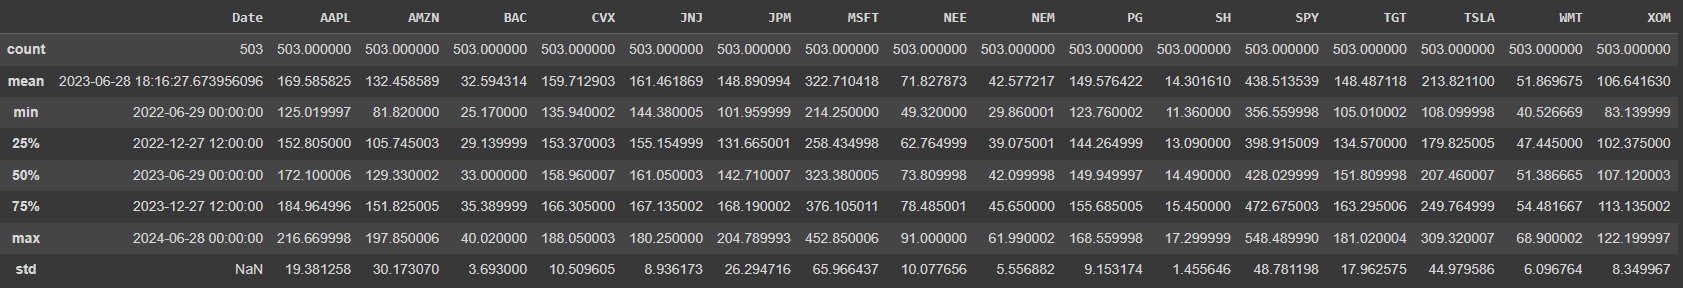 Date AAPL AMZN BAC CVX JNJ JPM MSFT NEE NEM PG SH SPY TGT TSLA WMT XOM
count 503 503.000000 503.000000 503.000000 503.000000 503.000000 503.000000 503.000000 503.000000 503.000000 503.000000 503.000000 503.000000 503.000000 503.000000 503.000000 503.000000
mean 2023-06-28 18:16:27.673956096 169.585825 132.458589 32.594314 159.712903 161.461869 148.890994 322.710418 71.827873 42.577217 149.576422 14.301610 438.513539 148.487118 213.821100 51.869675 106.641630
min 2022-06-29 00:00:00 125.019997 81.820000 25.170000 135.940002 144.380005 101.959999 214.250000 49.320000 29.860001 123.760002 11.360000 356.559998 105.010002 108.099998 40.526669 83.139999
25% 2022-12-27 12:00:00 152.805000 105.745003 29.139999 153.370003 155.154999 131.665001 258.434998 62.764999 39.075001 144.264999 13.090000 398.915009 134.570000 179.825005 47.445000 102.375000
50% 2023-06-29 00:00:00 172.100006 129.330002 33.000000 158.960007 161.050003 142.710007 323.380005 73.809998 42.099998 149.949997 14.490000 428.029999 151.809998 207.460007 51.386665 107.120003
75% 2023-12-27 12:00:00 184.964996 151.825005 35.389999 166.305000 167.135002 168.190002 376.105011 78.485001 45.650000 155.685005 15.450000 472.675003 163.295006 249.764999 54.481667 113.135002
max 2024-06-28 00:00:00 216.669998 197.850006 40.020000 188.050003 180.250000 204.789993 452.850006 91.000000 61.990002 168.559998 17.299999 548.489990 181.020004 309.320007 68.900002 122.199997
std NaN 19.381258 30.173070 3.693000 10.509605 8.936173 26.294716 65.966437 10.077656 5.556882 9.153174 1.455646 48.781198 17.962575 44.979586 6.096764 8.349967